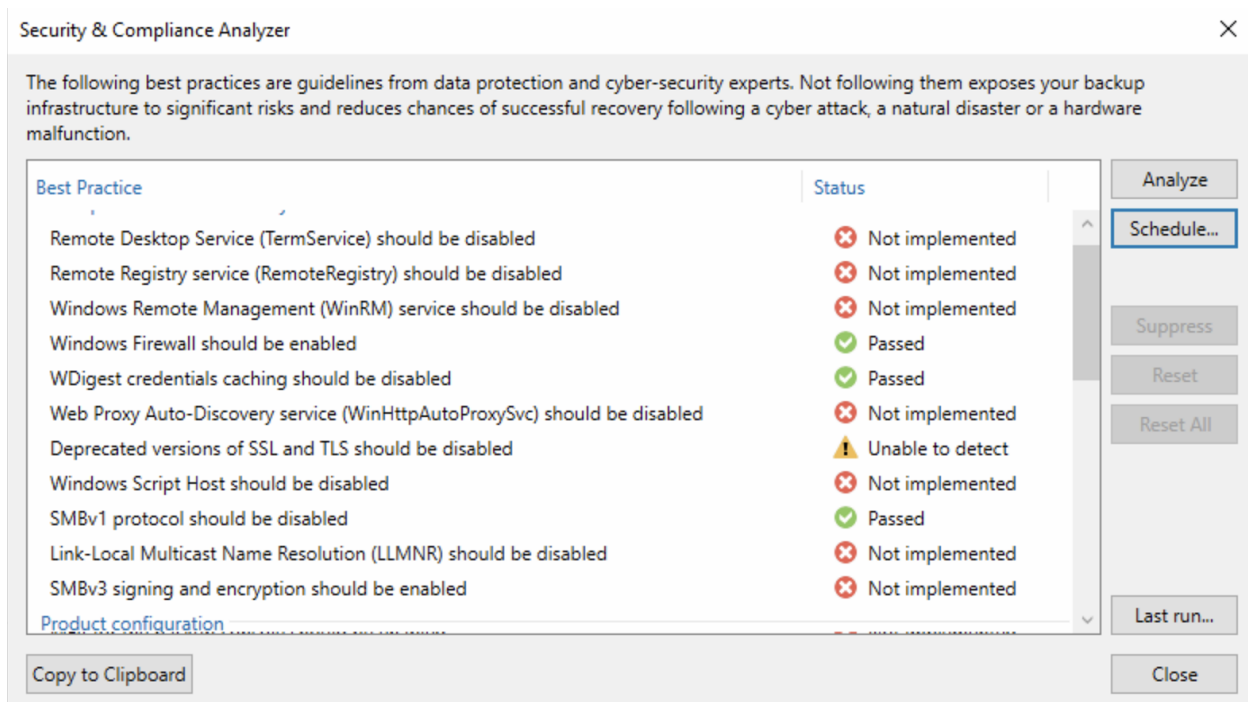 Security & Compliance Analyzer
The following best practices are guidelines from data protection and cyber-security experts. Not following them exposes your backup
infrastructure to significant risks and reduces chances of successful recovery following a cyber attack, a natural disaster or a hardware
malfunction.
Best Practice Status
Analyze
Schedule...
Remote Desktop Service (TermService) should be disabled Not implemented
Remote Registry service (RemoteRegistry) should be disabled Not implemented
Windows Remote Management (WinRM) service should be disabled Not implemented
Windows Firewall should be enabled Passed
WDigest credentials caching should be disabled Passed
Web Proxy Auto-Discovery service (WinHttpAutoProxySvc) should be disabled Not implemented
Deprecated versions of SSL and TLS should be disabled Unable to detect
Windows Script Host should be disabled Not implemented
SMBv1 protocol should be disabled Passed
Link-Local Multicast Name Resolution (LLMNR) should be disabled Not implemented
SMBv3 signing and encryption should be enabled Not implemented
Product configuration
Suppress
Reset
Reset All
Last run...
Copy to Clipboard
Close